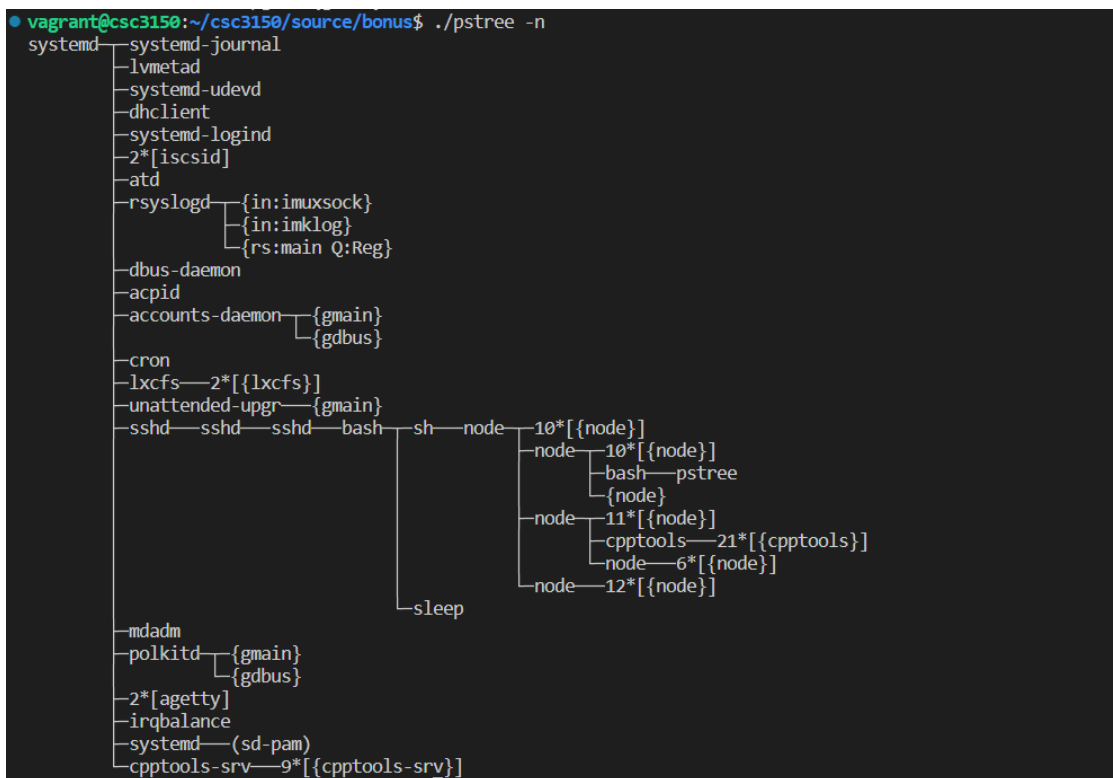 vagrant@csc3150:~/csc3150/source/bonus$ ./pstree -n
systemd─┬─systemd-journal
        ├─lvmetad
        ├─systemd-udevd
        ├─dhclient
        ├─systemd-logind
        ├─2*[iscsid]
        ├─atd
        ├─rsyslogd─┬─{in:imuxsock}
        │          ├─{in:imklog}
        │          └─{rs:main Q:Reg}
        ├─dbus-daemon
        ├─acpid
        ├─accounts-daemon─┬─{gmain}
        │                 └─{gdbus}
        ├─cron
        ├─lxcfs───2*[{lxcfs}]
        ├─unattended-upgr───{gmain}
        ├─sshd───sshd───sshd───bash─┬─sh───node─┬─10*[{node}]
        │                           │           ├─node─┬─10*[{node}]
        │                           │           │      ├─bash───pstree
        │                           │           │      └─{node}
        │                           │           ├─node─┬─11*[{node}]
        │                           │           │      ├─cpptools───21*[{cpptools}]
        │                           │           │      └─node───6*[{node}]
        │                           │           └─node───12*[{node}]
        │                           └─sleep
        ├─mdadm
        ├─polkitd─┬─{gmain}
        │         └─{gdbus}
        ├─2*[agetty]
        ├─irqbalance
        ├─systemd───(sd-pam)
        └─cpptools-srv───9*[{cpptools-srv}]